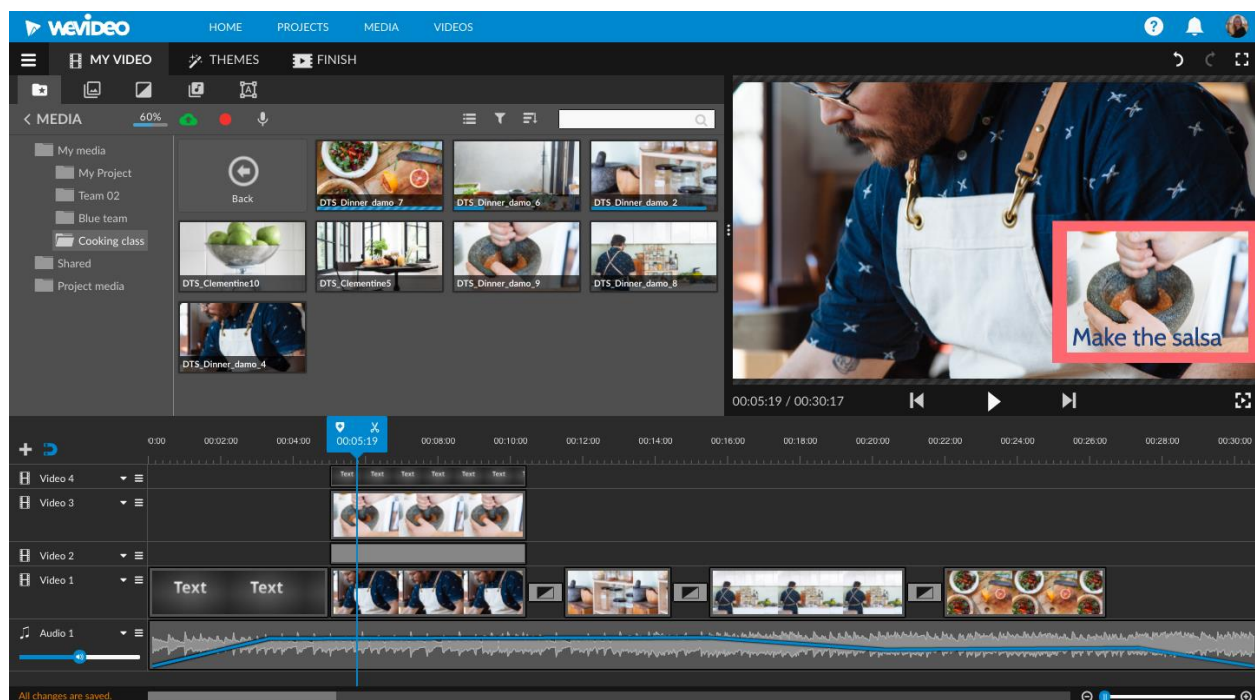 WeVideo
HOME PROJECTS MEDIA VIDEOS
?
MY VIDEO THEMES FINISH
A
< MEDIA 60%
My media
My Project
Team 02
Blue team
Cooking class
Shared
Project media
Back
DTS_Dinner_damo_7
DTS_Dinner_damo_6
DTS_Dinner_damo_2
DTS_Clementine10
DTS_Clementine5
DTS_Dinner_damo_9
DTS_Dinner_damo_8
DTS_Dinner_damo_4
Make the salsa
00:05:19 / 00:30:17
0:00 00:02:00 00:04:00 00:05:19 00:08:00 00:10:00 00:12:00 00:14:00 00:16:00 00:18:00 00:20:00 00:22:00 00:24:00 00:26:00 00:28:00 00:30:00
Video 4
Text Text Text Text Text Text
Video 3
Video 2
Video 1
Text Text
Audio 1
All changes are saved.